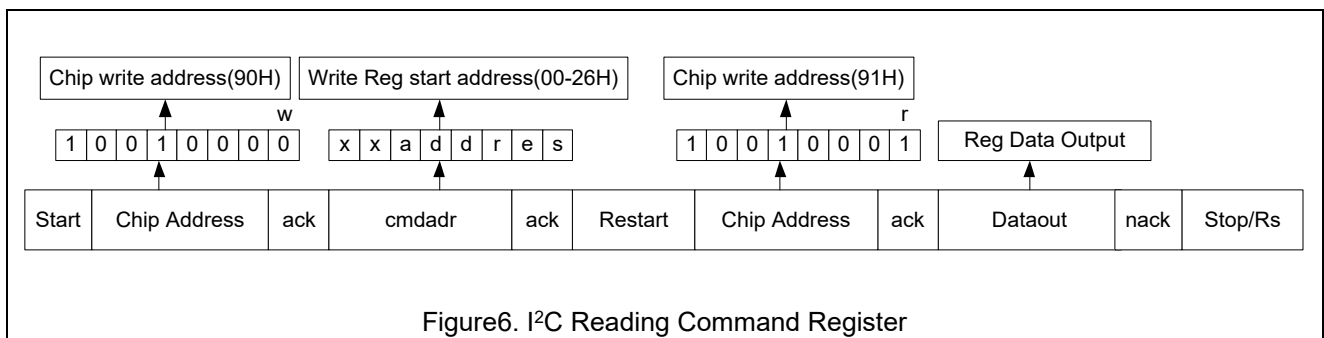 Chip write address(90H) Write Reg start address(00-26H) Chip write address(91H)
w r
1 0 0 1 0 0 0 0 x x a d d r e s 1 0 0 1 0 0 0 1 Reg Data Output
Start Chip Address ack cmdadr ack Restart Chip Address ack Dataout nack Stop/Rs
Figure6. I²C Reading Command Register